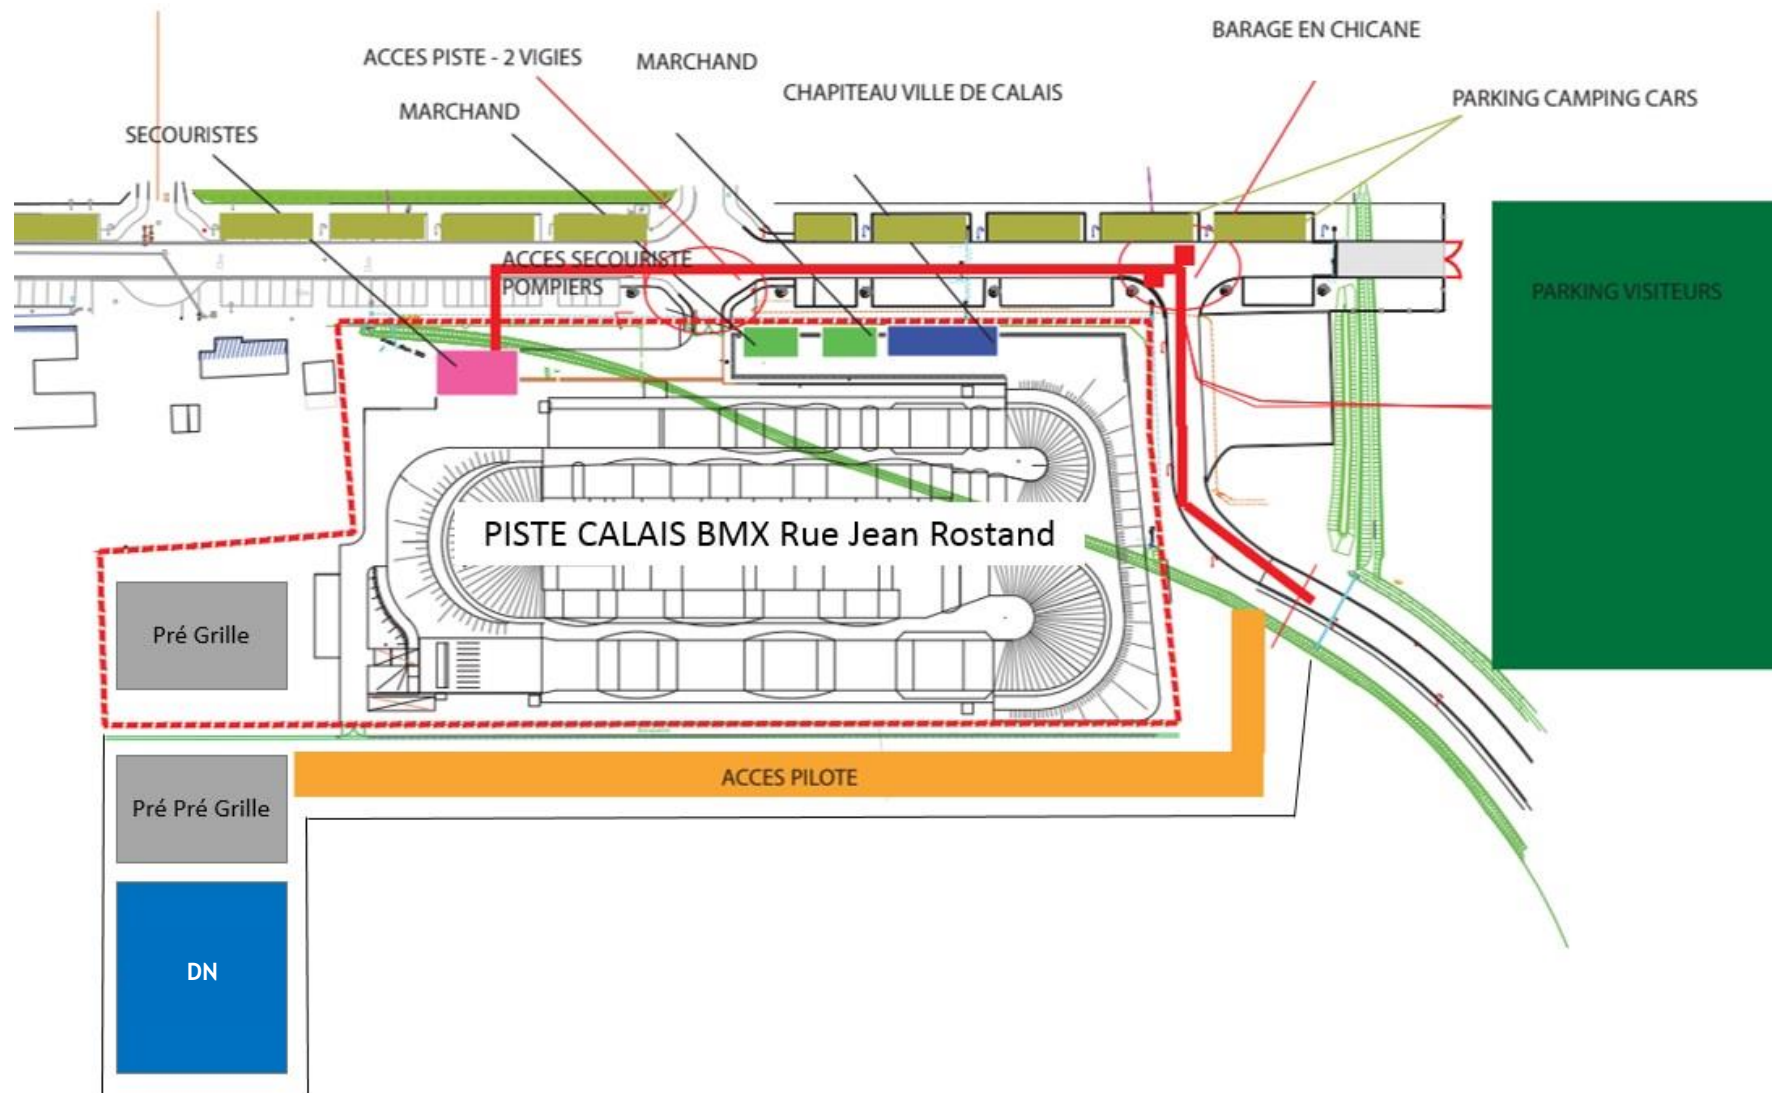 BARAGE EN CHICANE
ACCES PISTE - 2 VIGIES
MARCHAND
CHAPITEAU VILLE DE CALAIS
PARKING CAMPING CARS
MARCHAND
SECOURISTES
ACCES SECOURISTE
POMPIERS
PARKING VISITEURS
PISTE CALAIS BMX Rue Jean Rostand
Pré Grille
ACCES PILOTE
Pré Pré Grille
DN